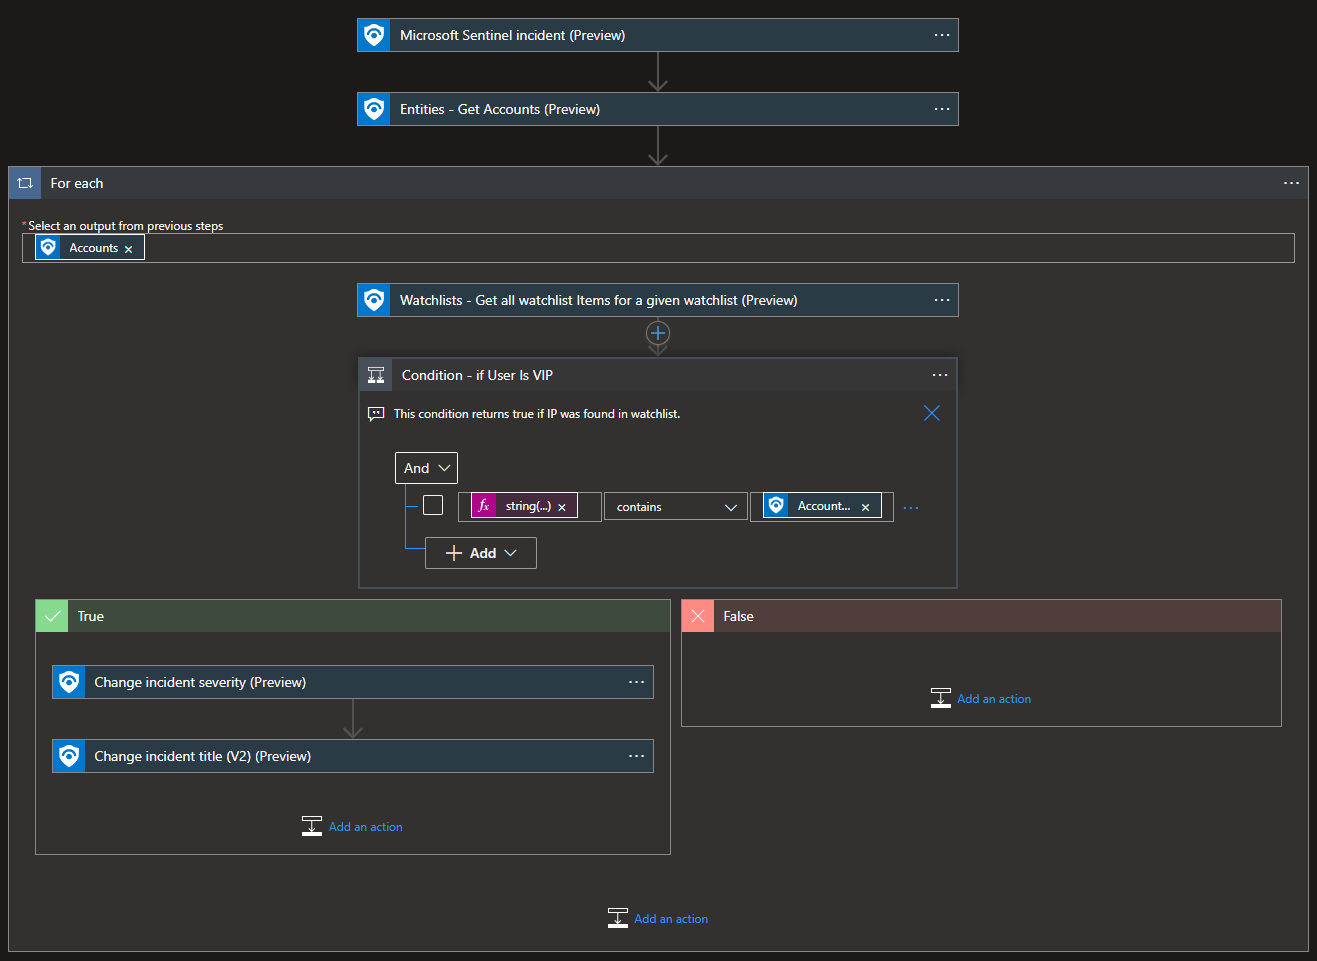 Microsoft Sentinel incident (Preview)
Entities - Get Accounts (Preview)
For each
* Select an output from previous steps
Accounts
Watchlists - Get all watchlist Items for a given watchlist (Preview)
Condition - if User Is VIP
This condition returns true if IP was found in watchlist.
And
fx string(...) contains Account...
Add
True
False
Change incident severity (Preview)
Add an action
Change incident title (V2) (Preview)
Add an action
Add an action